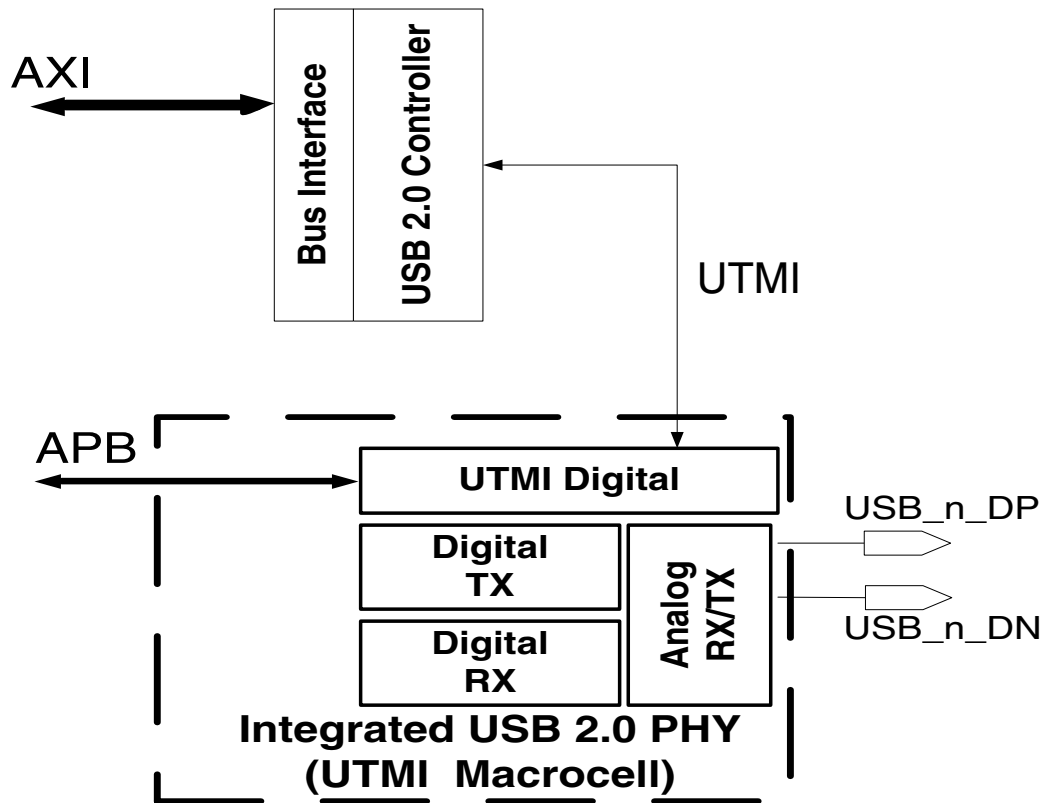 AXI
Bus Interface
USB 2.0 Controller
UTMI
APB
UTMI Digital
Digital
TX
Digital
RX
Analog
RX/TX
USB_n_DP
USB_n_DN
Integrated USB 2.0 PHY
(UTMI Macrocell)